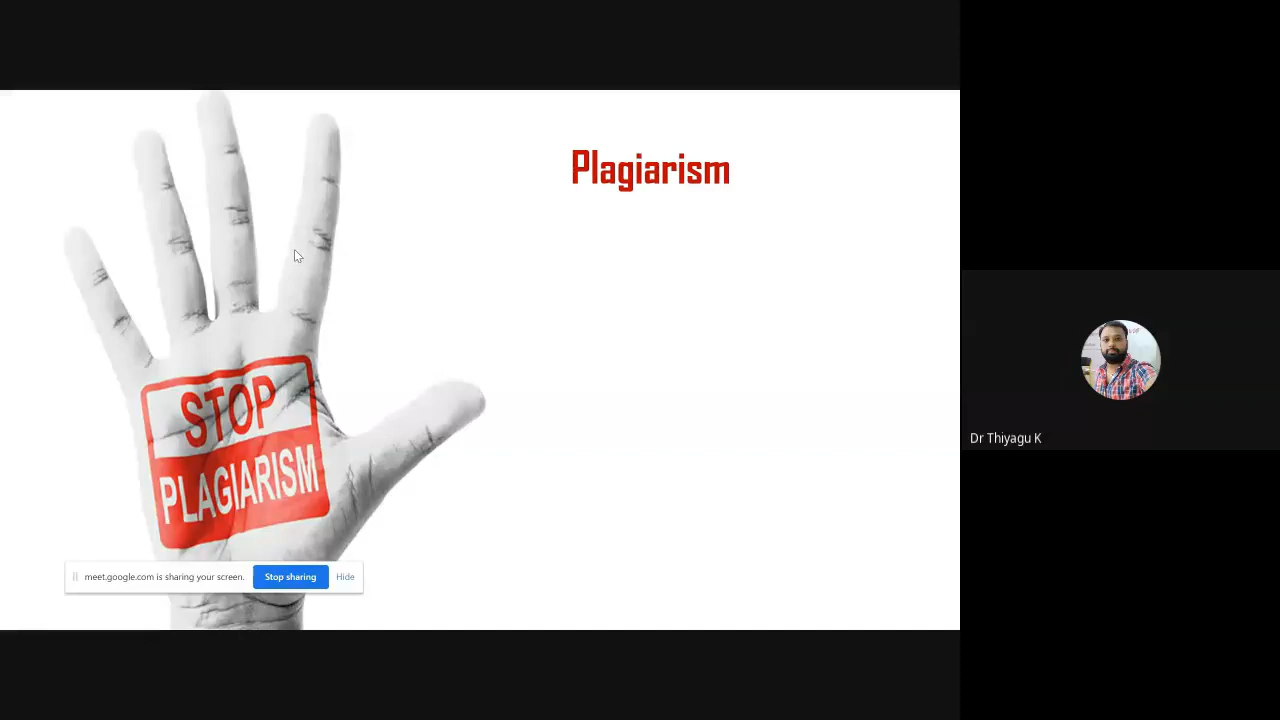 Plagiarism
STOP
PLAGIARISM
meet.google.com is sharing your screen.
Stop sharing
Hide
Dr Thiyagu K